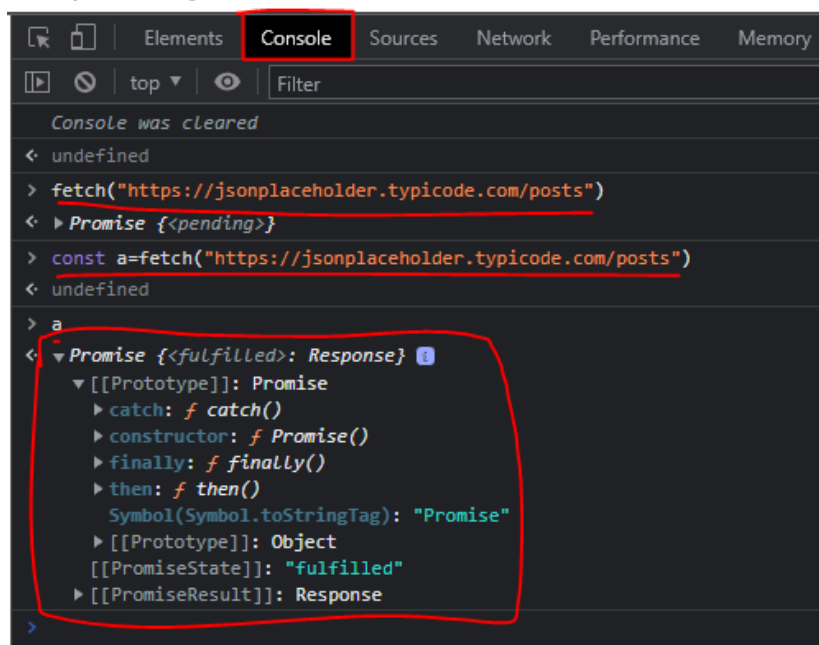 Elements Console Sources Network Performance Memory
top ▼ Filter
Console was cleared
undefined
> fetch("https://jsonplaceholder.typicode.com/posts")
▶ Promise {<pending>}
> const a=fetch("https://jsonplaceholder.typicode.com/posts")
undefined
> a
▼ Promise {<fulfilled>: Response} i
▼ [[Prototype]]: Promise
▶ catch: ƒ catch()
▶ constructor: ƒ Promise()
▶ finally: ƒ finally()
▶ then: ƒ then()
Symbol(Symbol.toStringTag): "Promise"
▶ [[Prototype]]: Object
[[PromiseState]]: "fulfilled"
▶ [[PromiseResult]]: Response
>